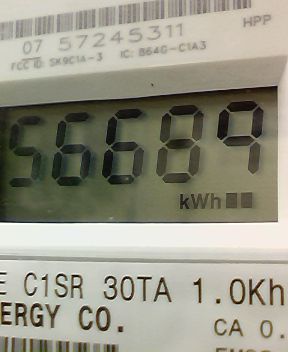 07 57245311
HPP
FCC ID: SK9C1A-3 IC: 864G-C1A3
56689
kWh
E C1SR 30TA 1.0Kh
ERGY CO.
CA 0.